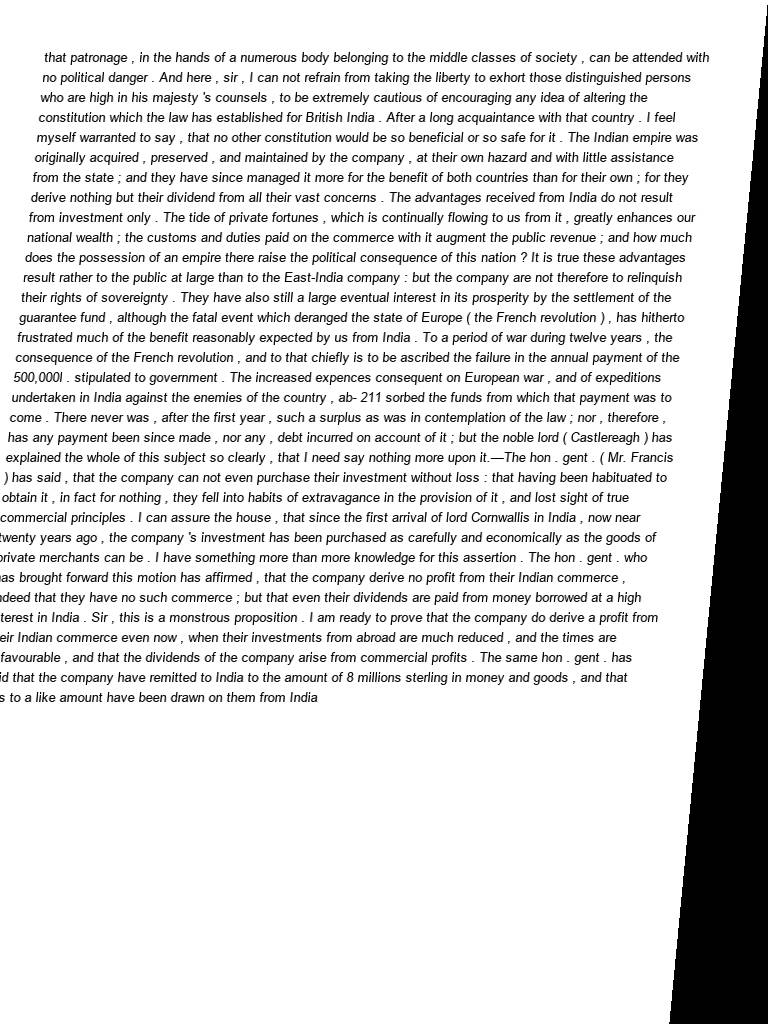 that patronage , in the hands of a numerous body belonging to the middle classes of society , can be attended with
no political danger . And here , sir , I can not refrain from taking the liberty to exhort those distinguished persons
who are high in his majesty 's counsels , to be extremely cautious of encouraging any idea of altering the
constitution which the law has established for British India . After a long acquaintance with that country . I feel
myself warranted to say , that no other constitution would be so beneficial or so safe for it . The Indian empire was
originally acquired , preserved , and maintained by the company , at their own hazard and with little assistance
from the state ; and they have since managed it more for the benefit of both countries than for their own ; for they
derive nothing but their dividend from all their vast concerns . The advantages received from India do not result
from investment only . The tide of private fortunes , which is continually flowing to us from it , greatly enhances our
national wealth ; the customs and duties paid on the commerce with it augment the public revenue ; and how much
does the possession of an empire there raise the political consequence of this nation ? It is true these advantages
result rather to the public at large than to the East-India company : but the company are not therefore to relinquish
their rights of sovereignty . They have also still a large eventual interest in its prosperity by the settlement of the
guarantee fund , although the fatal event which deranged the state of Europe ( the French revolution ) , has hitherto
frustrated much of the benefit reasonably expected by us from India . To a period of war during twelve years , the
consequence of the French revolution , and to that chiefly is to be ascribed the failure in the annual payment of the
500,000l . stipulated to government . The increased expences consequent on European war , and of expeditions
undertaken in India against the enemies of the country , ab- 211 sorbed the funds from which that payment was to
come . There never was , after the first year , such a surplus as was in contemplation of the law ; nor , therefore ,
has any payment been since made , nor any , debt incurred on account of it ; but the noble lord ( Castlereagh ) has
explained the whole of this subject so clearly , that I need say nothing more upon it.—The hon . gent . ( Mr. Francis
) has said , that the company can not even purchase their investment without loss : that having been habituated to
obtain it , in fact for nothing , they fell into habits of extravagance in the provision of it , and lost sight of true
commercial principles . I can assure the house , that since the first arrival of lord Cornwallis in India , now near
twenty years ago , the company 's investment has been purchased as carefully and economically as the goods of
private merchants can be . I have something more than more knowledge for this assertion . The hon . gent . who
has brought forward this motion has affirmed , that the company derive no profit from their Indian commerce ,
indeed that they have no such commerce ; but that even their dividends are paid from money borrowed at a high
terest in India . Sir , this is a monstrous proposition . I am ready to prove that the company do derive a profit from
eir Indian commerce even now , when their investments from abroad are much reduced , and the times are
favourable , and that the dividends of the company arise from commercial profits . The same hon . gent . has
id that the company have remitted to India to the amount of 8 millions sterling in money and goods , and that
s to a like amount have been drawn on them from India